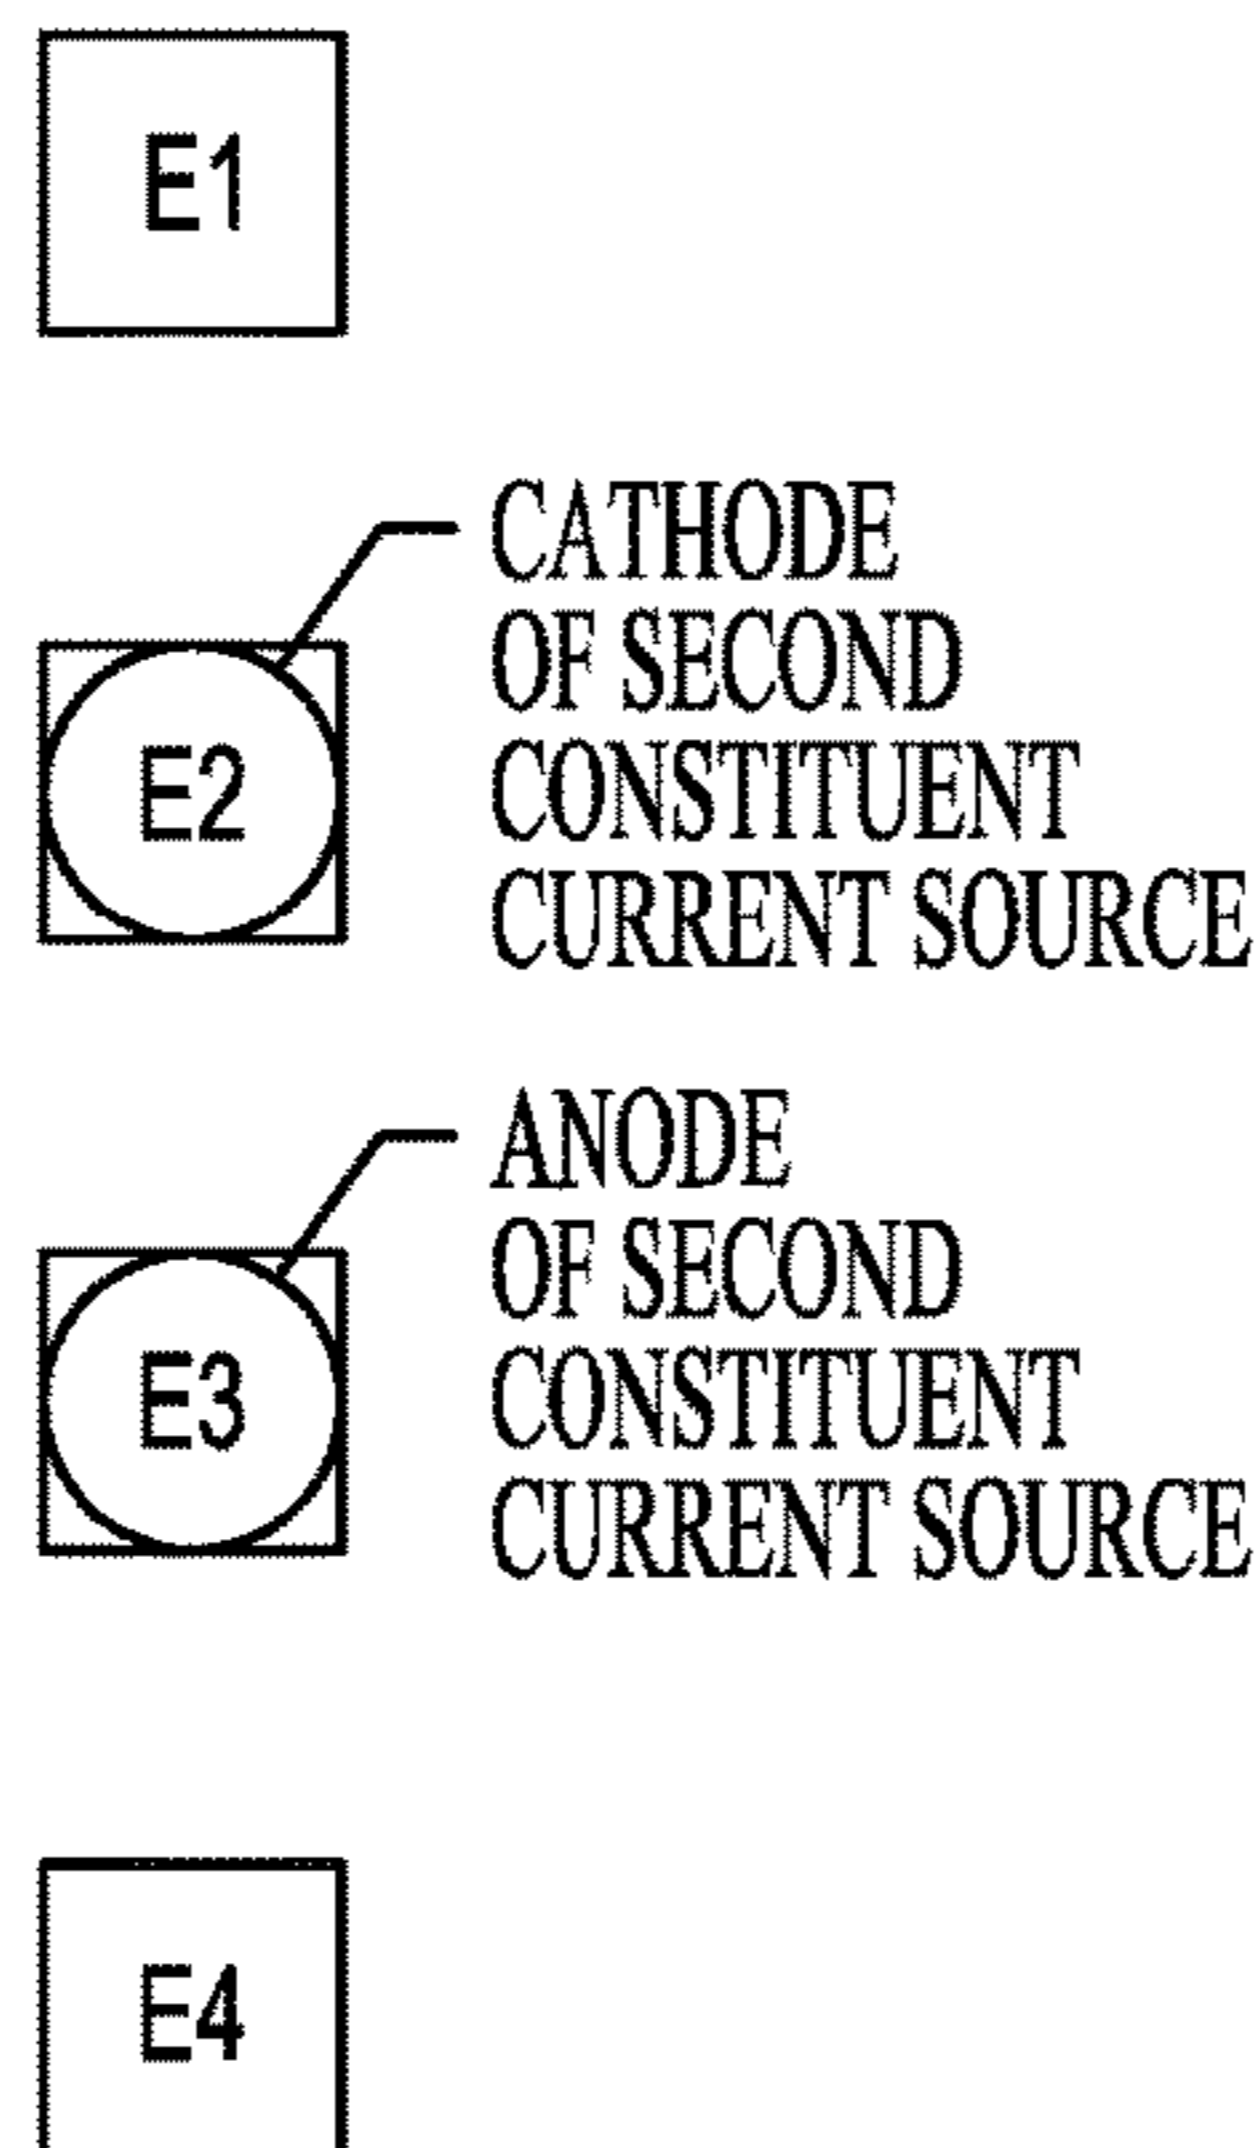 E1
CATHODE
OF SECOND
CONSTITUENT
CURRENT SOURCE
E2
ANODE
OF SECOND
CONSTITUENT
CURRENT SOURCE
E3
E4